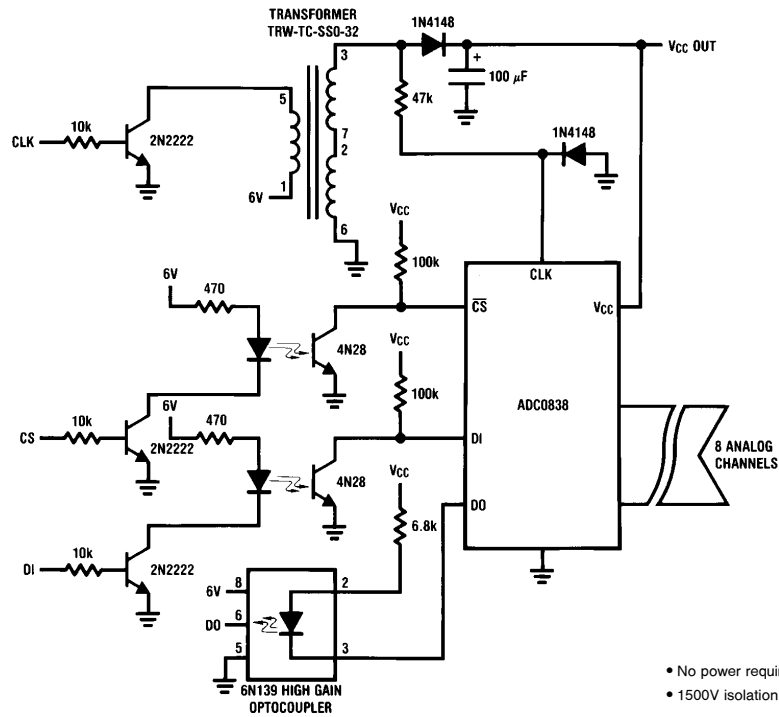 TRANSFORMER
TRW-TC-SSO-32
1N4148
3
VCC OUT
+
100 µF
5
47k
10k
CLK
2N2222
7
2
1N4148
1
6V
6
VCC
100k
CLK
6V
470
CS
VCC
4N28
VCC
ADC0838
100k
10k
6V
470
CS
2N2222
DI
8 ANALOG
CHANNELS
4N28
VCC
DO
6.8k
10k
DI
2N2222
8
2
6V
6
DO
5
3
6N139 HIGH GAIN
OPTOCOUPLER
• No power requi
• 1500V isolation